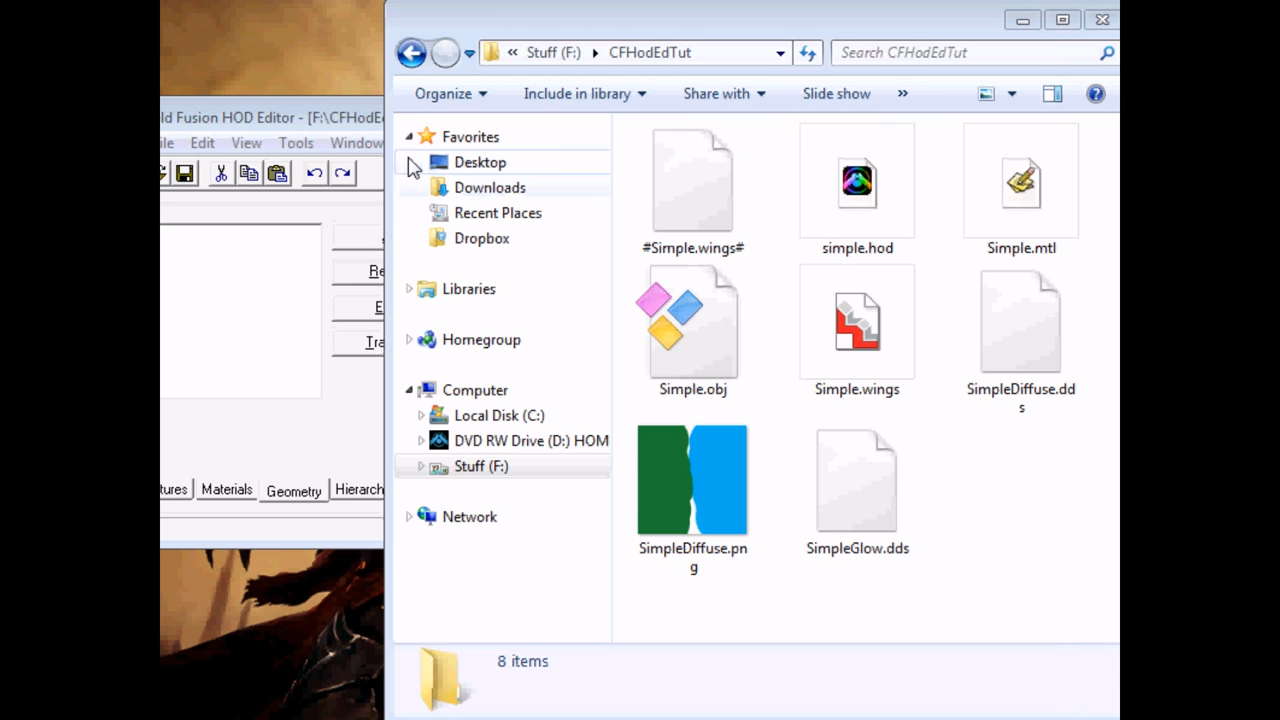 « Stuff (F:) CFHodEdTut Search CFHodEdTut
Organize Include in library Share with Slide show »
ld Fusion HOD Editor - [F:\CFHodE
ile Edit View Tools Window
Favorites
Desktop
Downloads
Recent Places
Dropbox
Libraries
Homegroup
Computer
Local Disk (C:)
DVD RW Drive (D:) HOM
Stuff (F:)
Network
#Simple.wings# simple.hod Simple.mtl
Simple.obj Simple.wings SimpleDiffuse.dd
s
SimpleDiffuse.pn SimpleGlow.dds
g
Re
E
Tra
tures Materials Geometry Hierarch
8 items